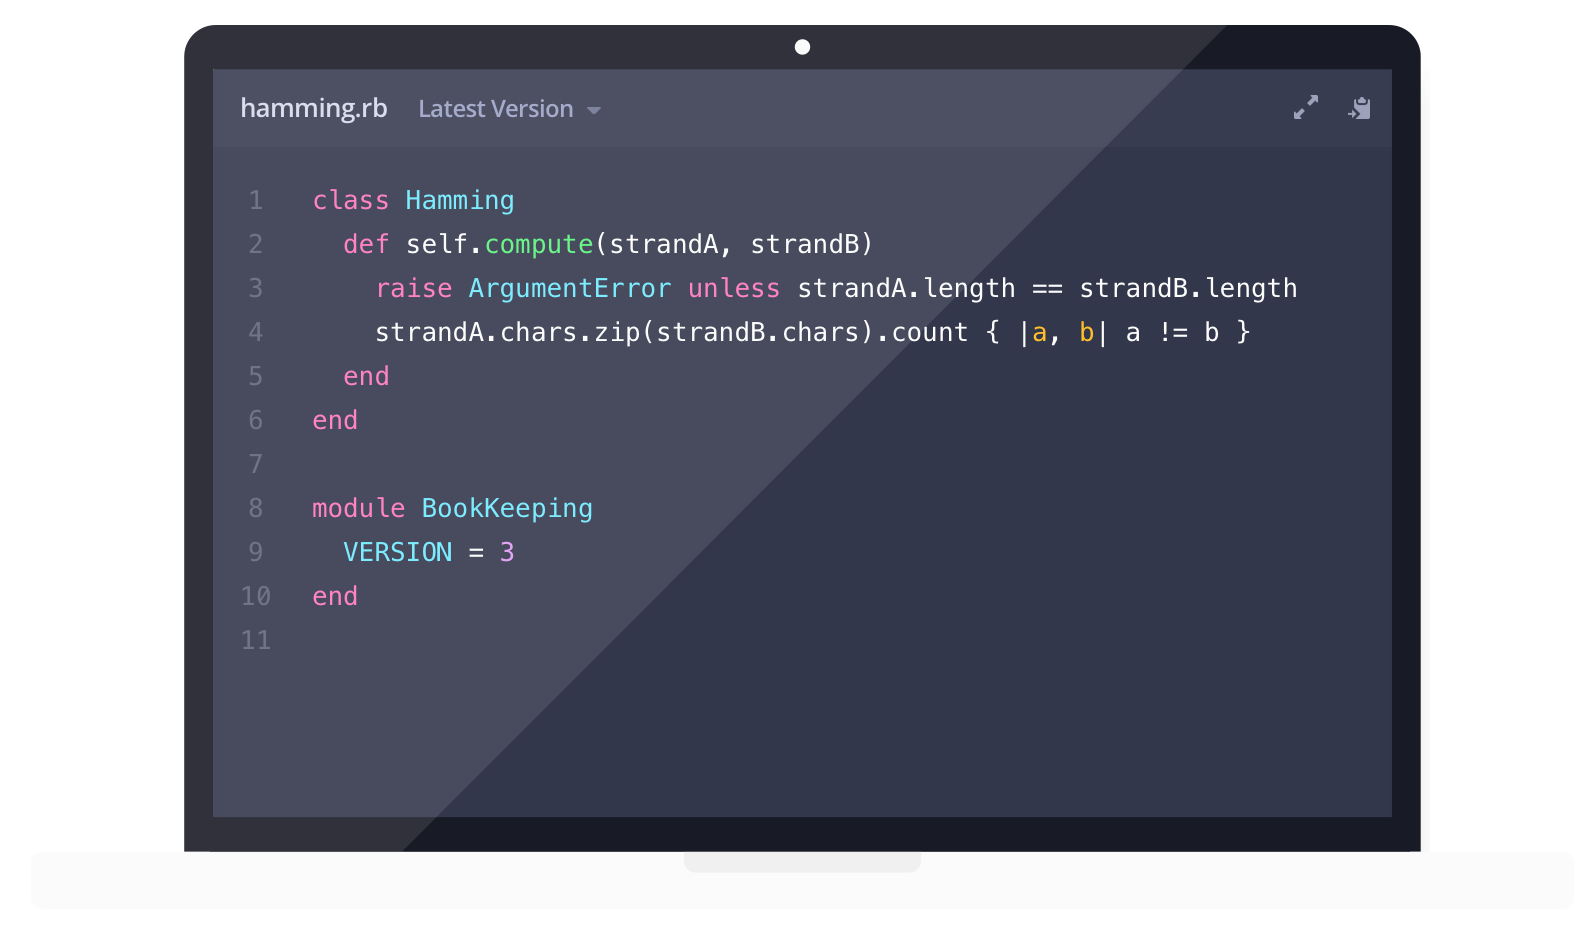 hamming.rb Latest Version
1 class Hamming
2   def self.compute(strandA, strandB)
3     raise ArgumentError unless strandA.length == strandB.length
4     strandA.chars.zip(strandB.chars).count { |a, b| a != b }
5   end
6 end
7
8 module BookKeeping
9   VERSION = 3
10 end
11